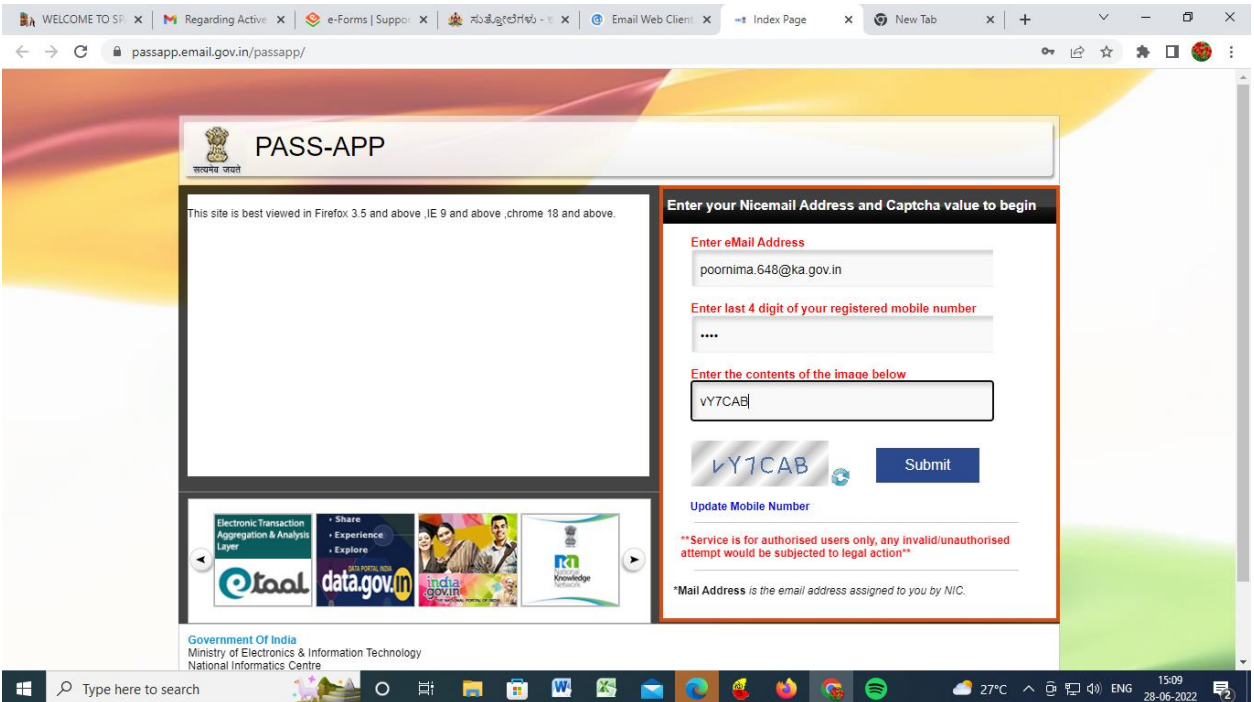 WELCOME TO SP
Regarding Active
e-Forms | Suppor
ಸುತ್ತೋಲೆಗಳು -
Email Web Client
Index Page
New Tab
passapp.email.gov.in/passapp/
सत्यमेव जयते
PASS-APP
This site is best viewed in Firefox 3.5 and above ,IE 9 and above ,chrome 18 and above.
Enter your Nicemail Address and Captcha value to begin
Enter eMail Address
poornima.648@ka.gov.in
Enter last 4 digit of your registered mobile number
••••
Enter the contents of the image below
vY7CAB
vY7CAB
Submit
Update Mobile Number
**Service is for authorised users only, any invalid/unauthorised
attempt would be subjected to legal action**
*Mail Address is the email address assigned to you by NIC.
Electronic Transaction
Aggregation & Analysis
Layer
etaal
• Share
• Experience
• Explore
DATA PORTAL INDIA
data.gov.in
india
.gov.in
National
Knowledge
Network
Government Of India
Ministry of Electronics & Information Technology
National Informatics Centre
Type here to search
27°C
ENG
15:09
28-06-2022
2